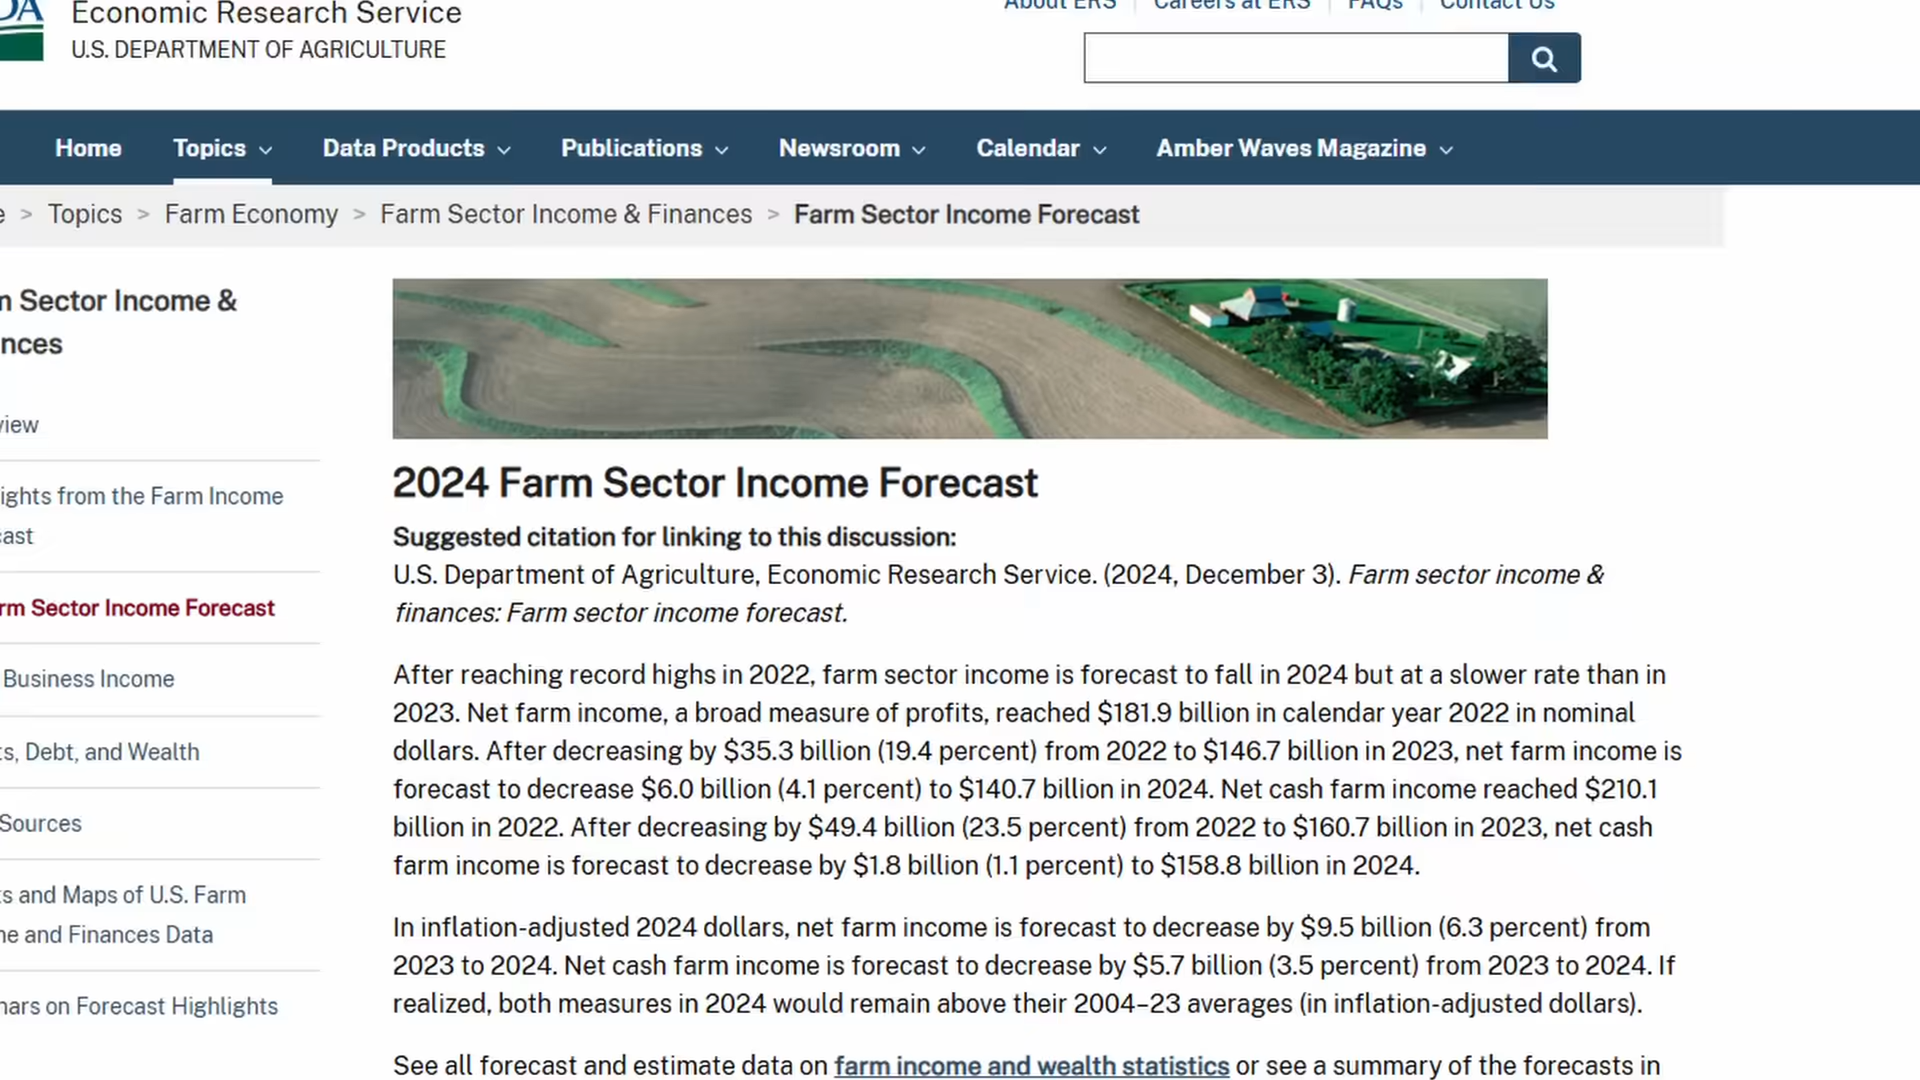 Economic Research Service
U.S. DEPARTMENT OF AGRICULTURE
About ERS
Careers at ERS
FAQs
Contact Us
Home
Topics
Data Products
Publications
Newsroom
Calendar
Amber Waves Magazine
> Topics > Farm Economy > Farm Sector Income & Finances > Farm Sector Income Forecast
Sector Income &
2024 Farm Sector Income Forecast
Suggested citation for linking to this discussion:
U.S. Department of Agriculture, Economic Research Service. (2024, December 3). Farm sector income &
finances: Farm sector income forecast.
After reaching record highs in 2022, farm sector income is forecast to fall in 2024 but at a slower rate than in
2023. Net farm income, a broad measure of profits, reached $181.9 billion in calendar year 2022 in nominal
dollars. After decreasing by $35.3 billion (19.4 percent) from 2022 to $146.7 billion in 2023, net farm income is
forecast to decrease $6.0 billion (4.1 percent) to $140.7 billion in 2024. Net cash farm income reached $210.1
billion in 2022. After decreasing by $49.4 billion (23.5 percent) from 2022 to $160.7 billion in 2023, net cash
farm income is forecast to decrease by $1.8 billion (1.1 percent) to $158.8 billion in 2024.
In inflation-adjusted 2024 dollars, net farm income is forecast to decrease by $9.5 billion (6.3 percent) from
2023 to 2024. Net cash farm income is forecast to decrease by $5.7 billion (3.5 percent) from 2023 to 2024. If
realized, both measures in 2024 would remain above their 2004–23 averages (in inflation-adjusted dollars).
See all forecast and estimate data on farm income and wealth statistics or see a summary of the forecasts in
from the Farm Income
Sector Income Forecast
Business Income
Debt, and Wealth
Sources
and Maps of U.S. Farm
and Finances Data
on Forecast Highlights